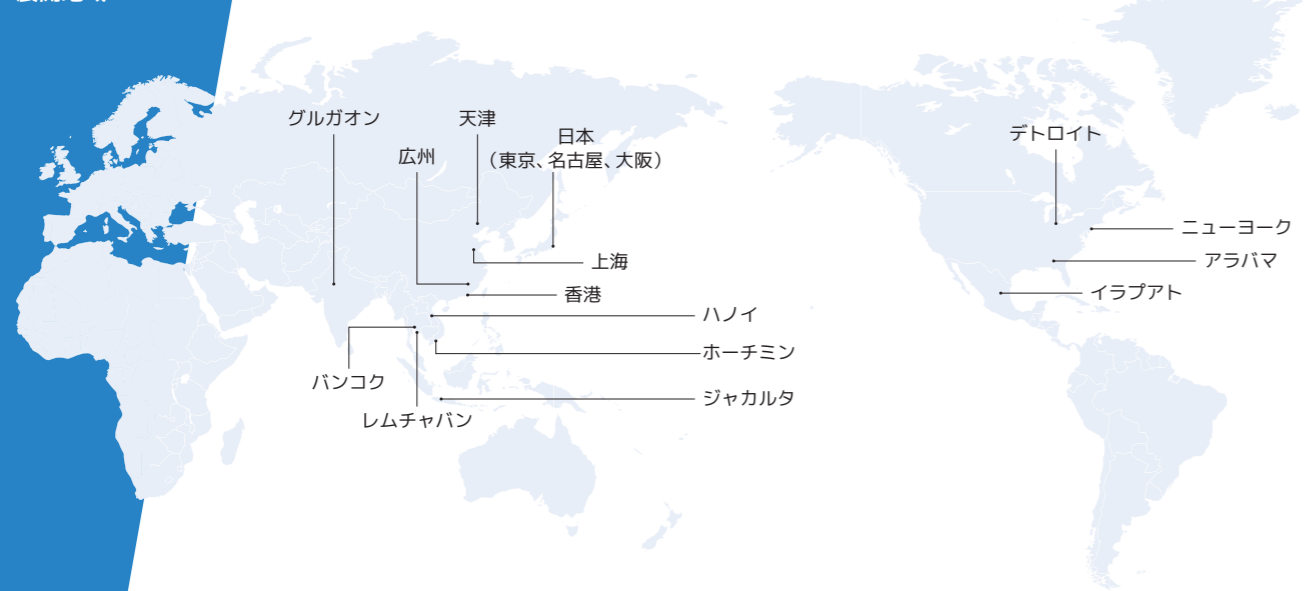 グルガオン
天津
広州
日本
（東京、名古屋、大阪）
デトロイト
ニューヨーク
上海
アラバマ
香港
イラプアト
ハノイ
ホーチミン
バンコク
ジャカルタ
レムチャバン